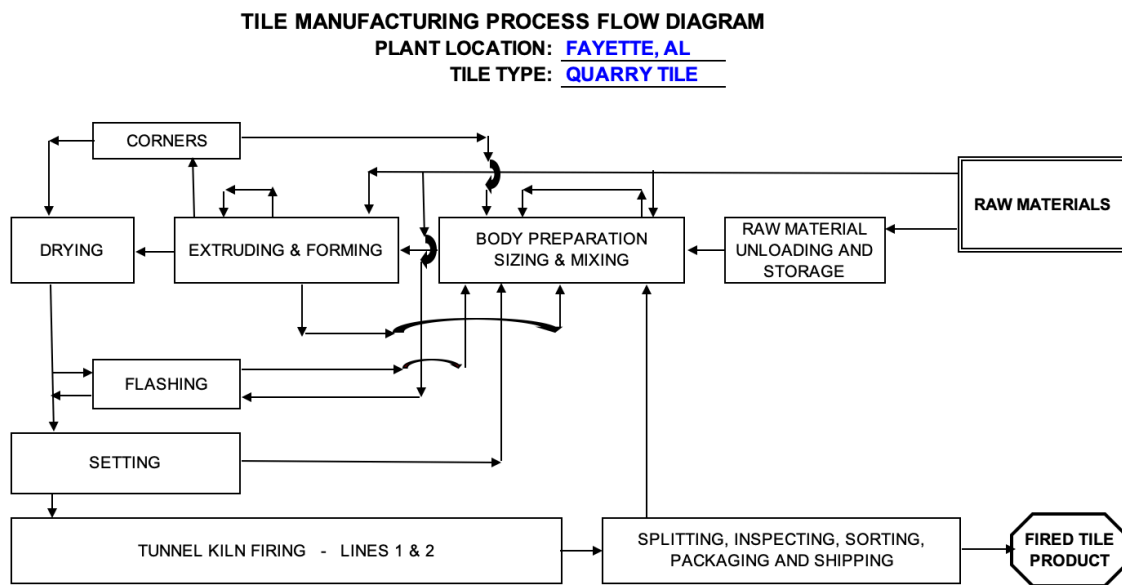 TILE MANUFACTURING PROCESS FLOW DIAGRAM
PLANT LOCATION: FAYETTE, AL
TILE TYPE: QUARRY TILE
CORNERS
RAW MATERIALS
DRYING
EXTRUDING & FORMING
BODY PREPARATION
SIZING & MIXING
RAW MATERIAL
UNLOADING AND
STORAGE
FLASHING
SETTING
TUNNEL KILN FIRING - LINES 1 & 2
SPLITTING, INSPECTING, SORTING,
PACKAGING AND SHIPPING
FIRED TILE
PRODUCT